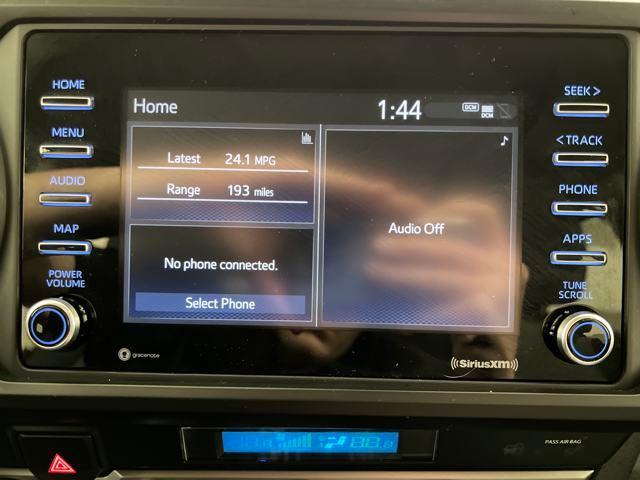 HOME
MENU
AUDIO
MAP
POWER
VOLUME
Home 1:44 DCM DCM
Latest 24.1 MPG
Range 193 miles
No phone connected.
Select Phone
Audio Off
SEEK >
< TRACK
PHONE
APPS
TUNE
SCROLL
gracenote
((SiriusXM))
PASS AIR BAG